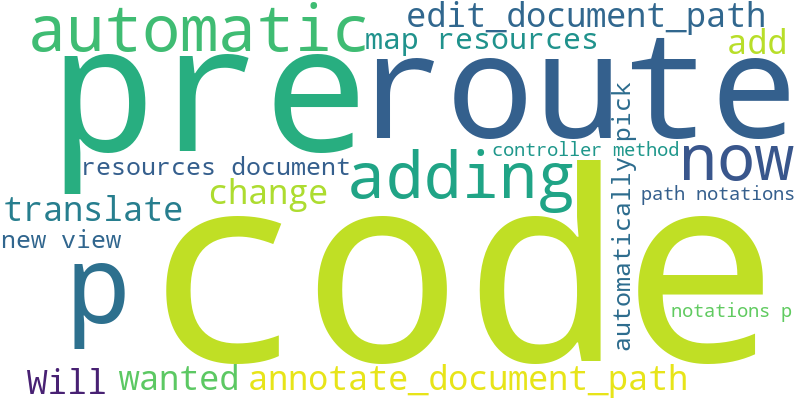 automatic
edit_document_path
map resources
add
pre
route
controller method
now
resources document
adding
automatically pick
change
path notations
translate
new view
code
p
notations p
Will
wanted
annotate_document_path